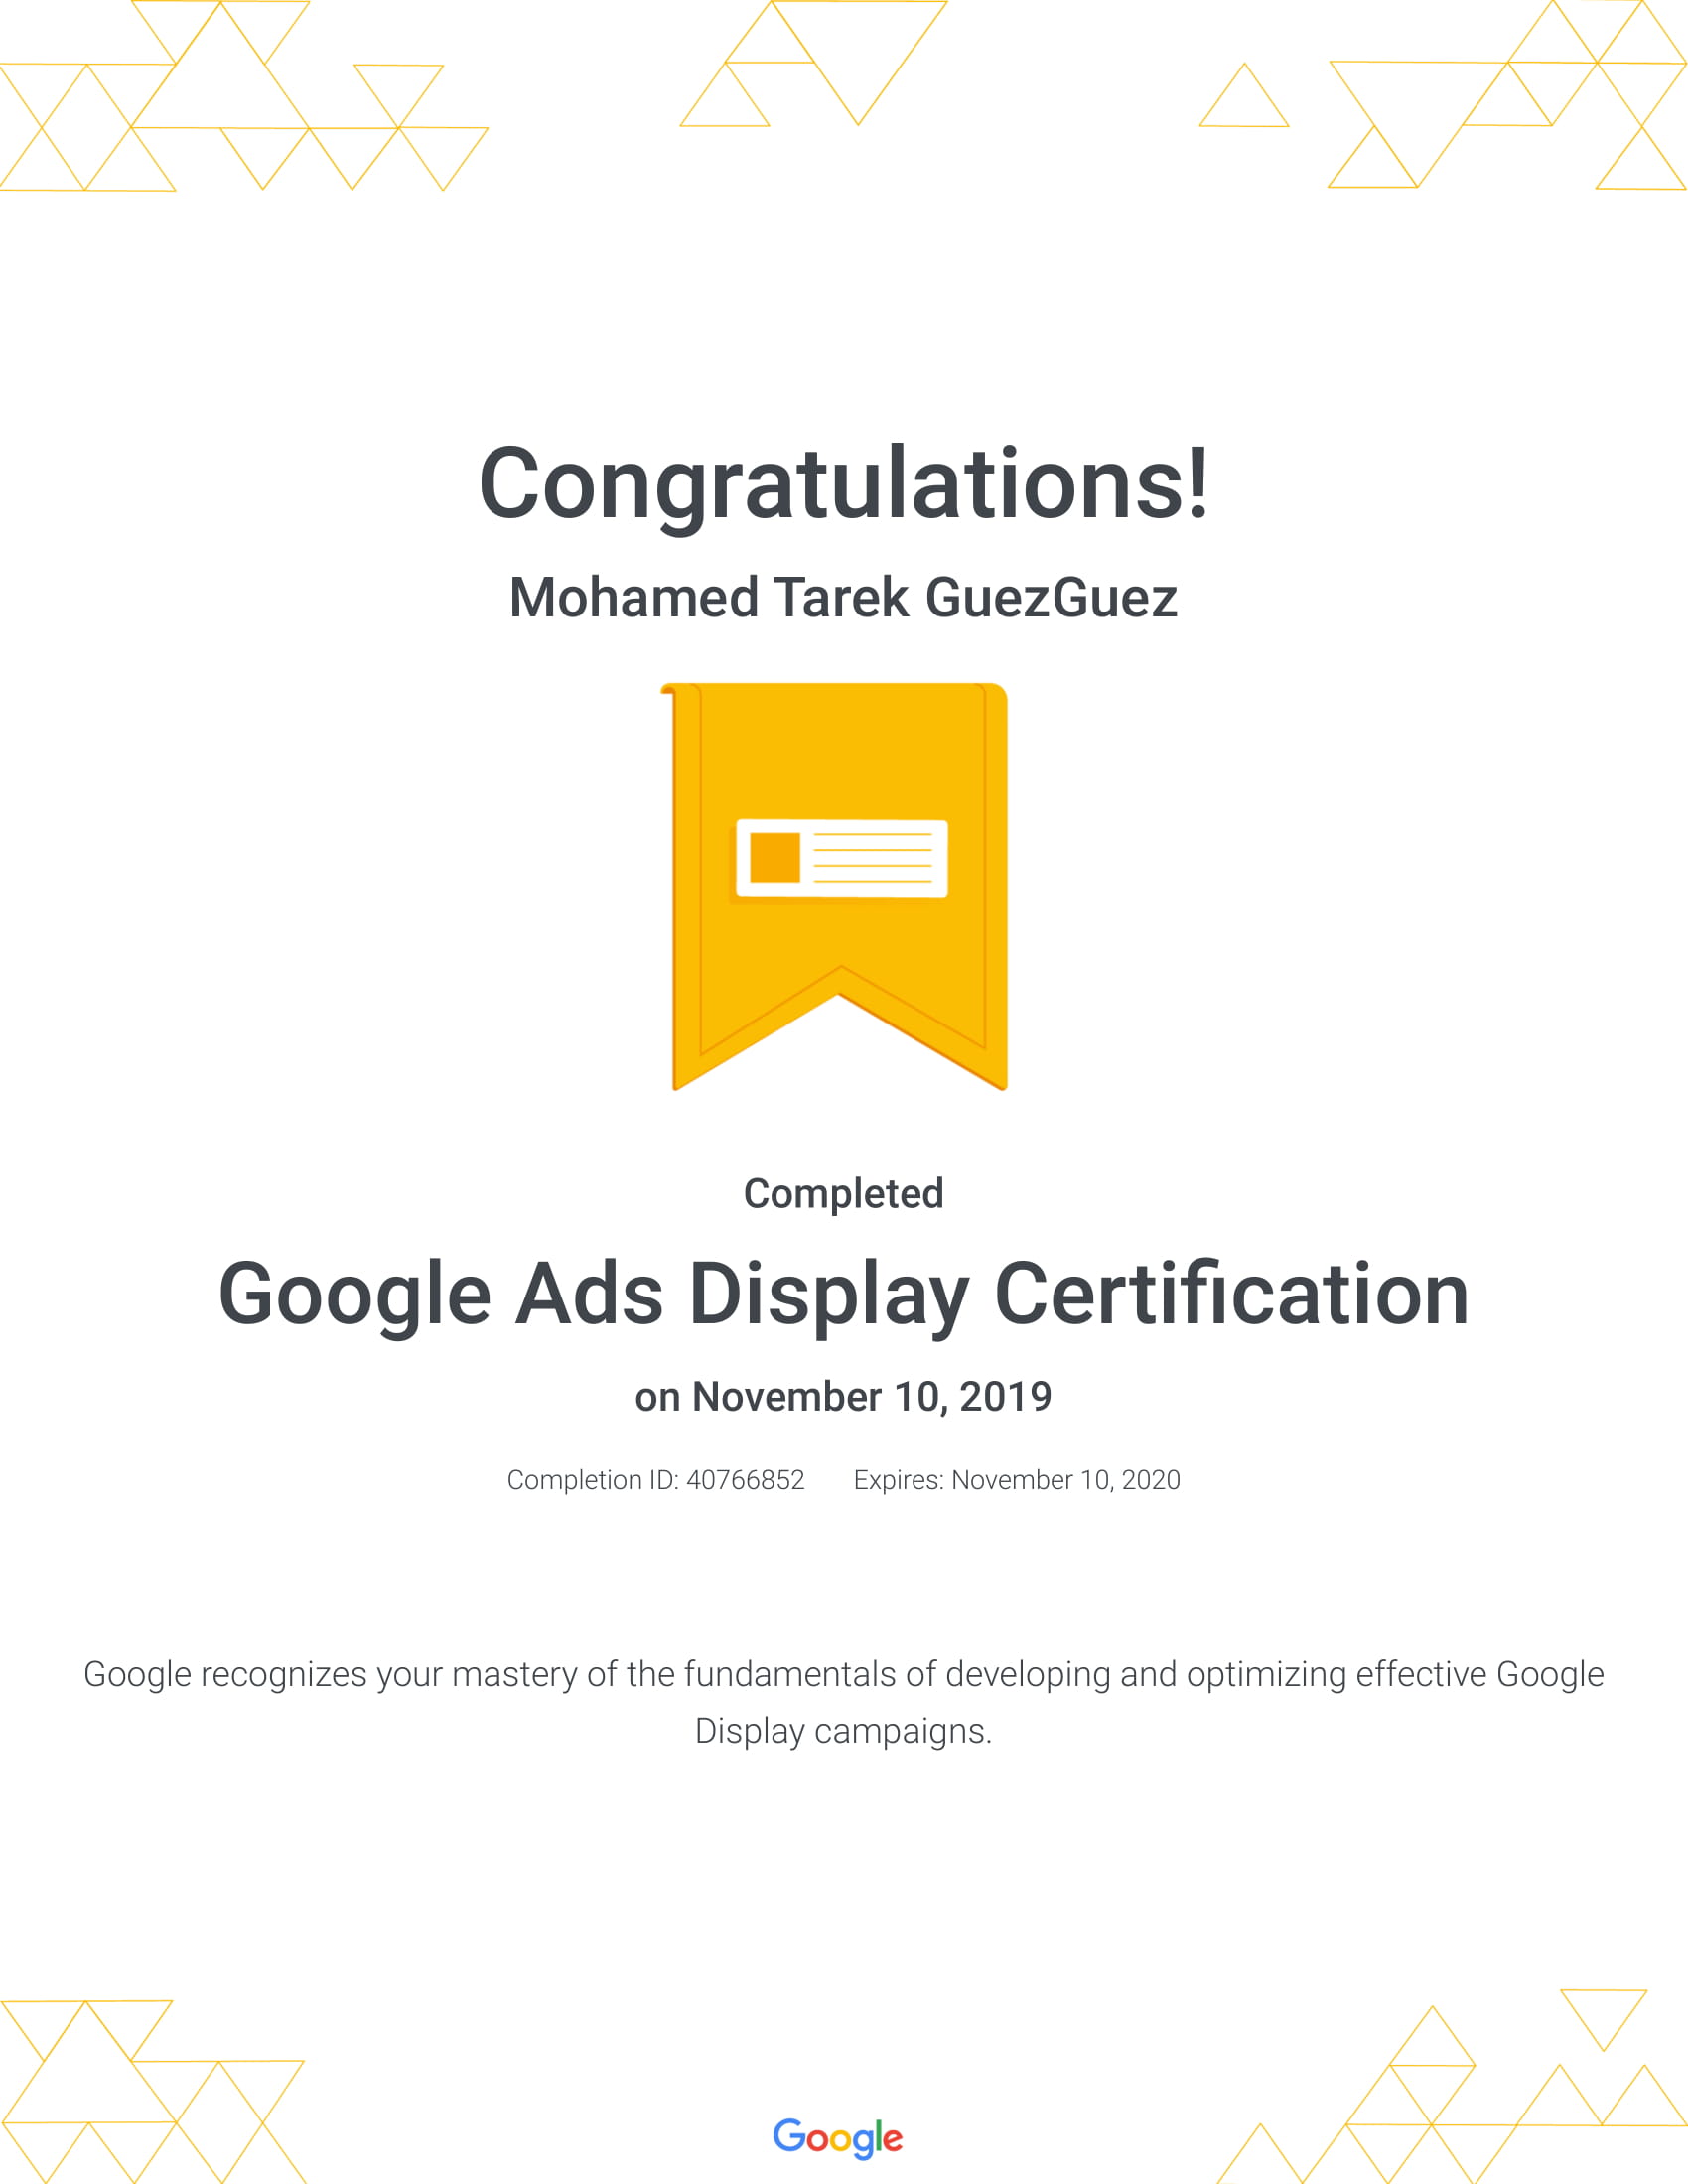 Congratulations!
Mohamed Tarek GuezGuez
Completed
Google Ads Display Certification
on November 10, 2019
Completion ID: 40766852 Expires: November 10, 2020
Google recognizes your mastery of the fundamentals of developing and optimizing effective Google
Display campaigns.
Google